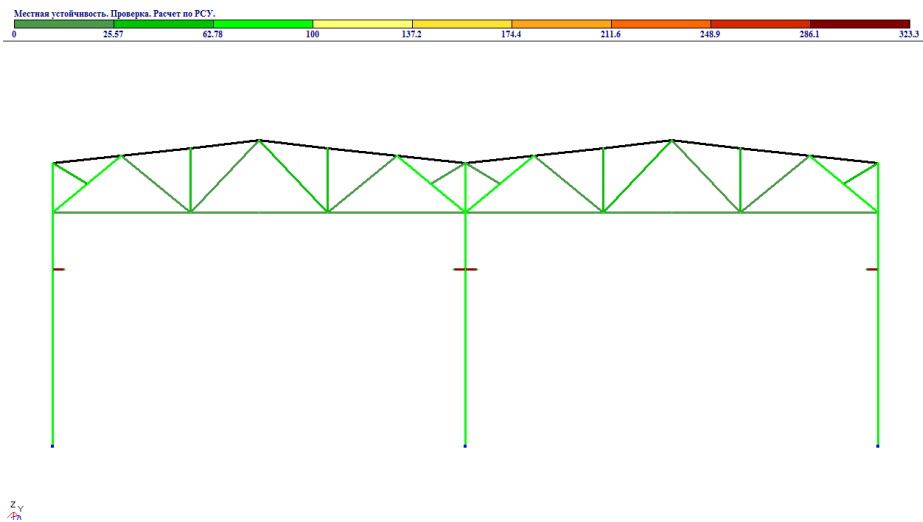 Местная устойчивость. Проверка. Расчет по РСУ.
0 25.57 62.78 100 137.2 174.4 211.6 248.9 286.1 323.3
Z
Y